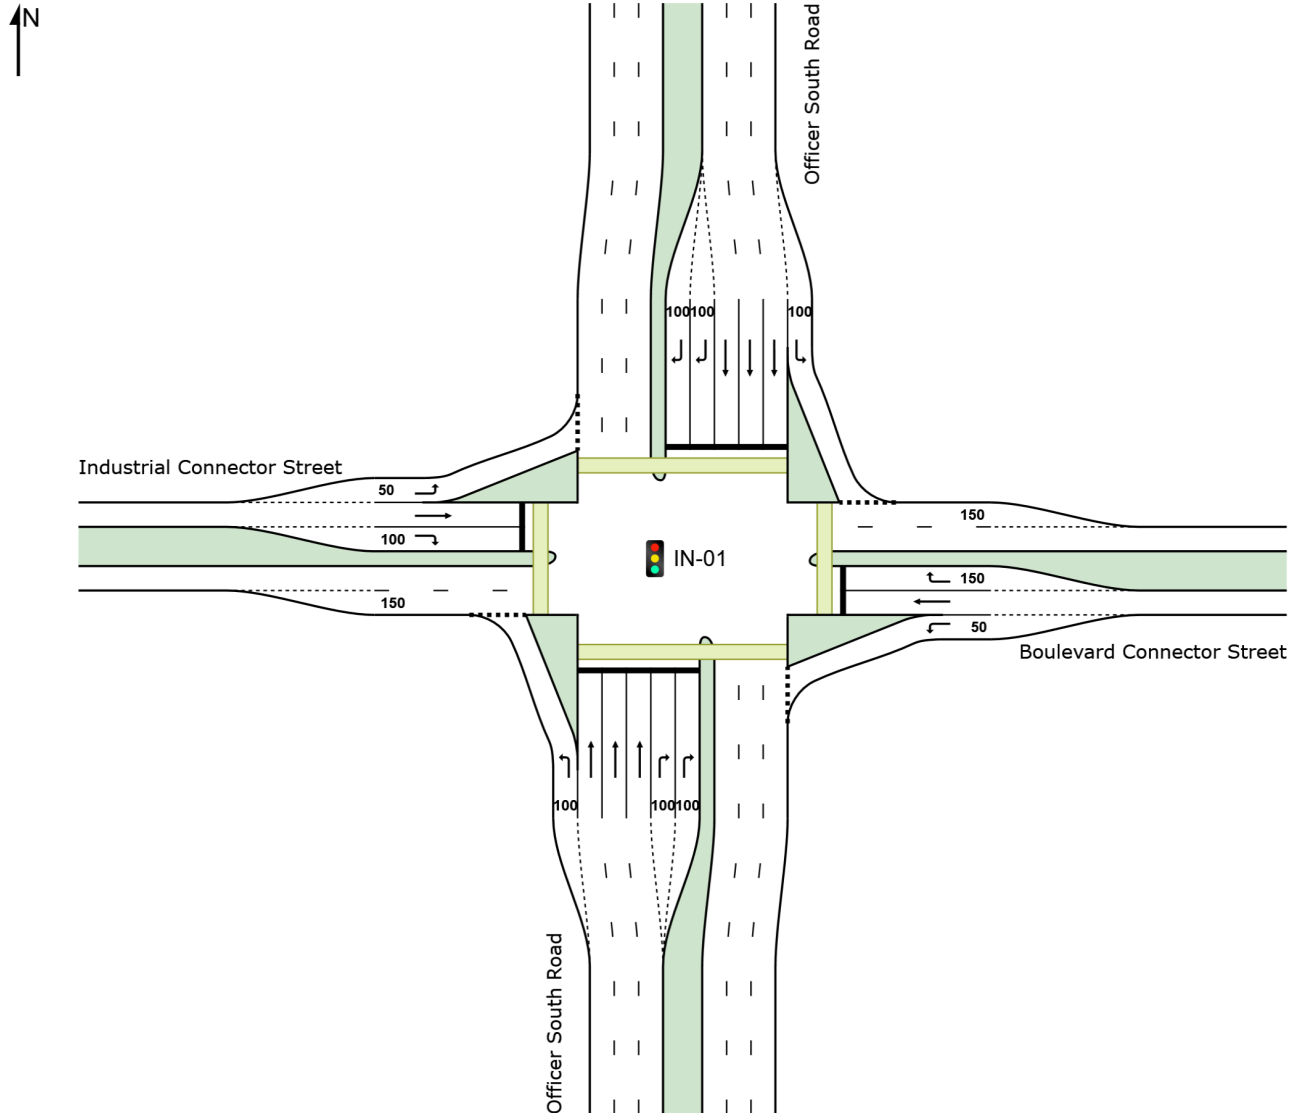 N
Officer South Road
100 100 100
Industrial Connector Street
50
100
150
IN-01
150
150
50
Boulevard Connector Street
100 100 100
Officer South Road